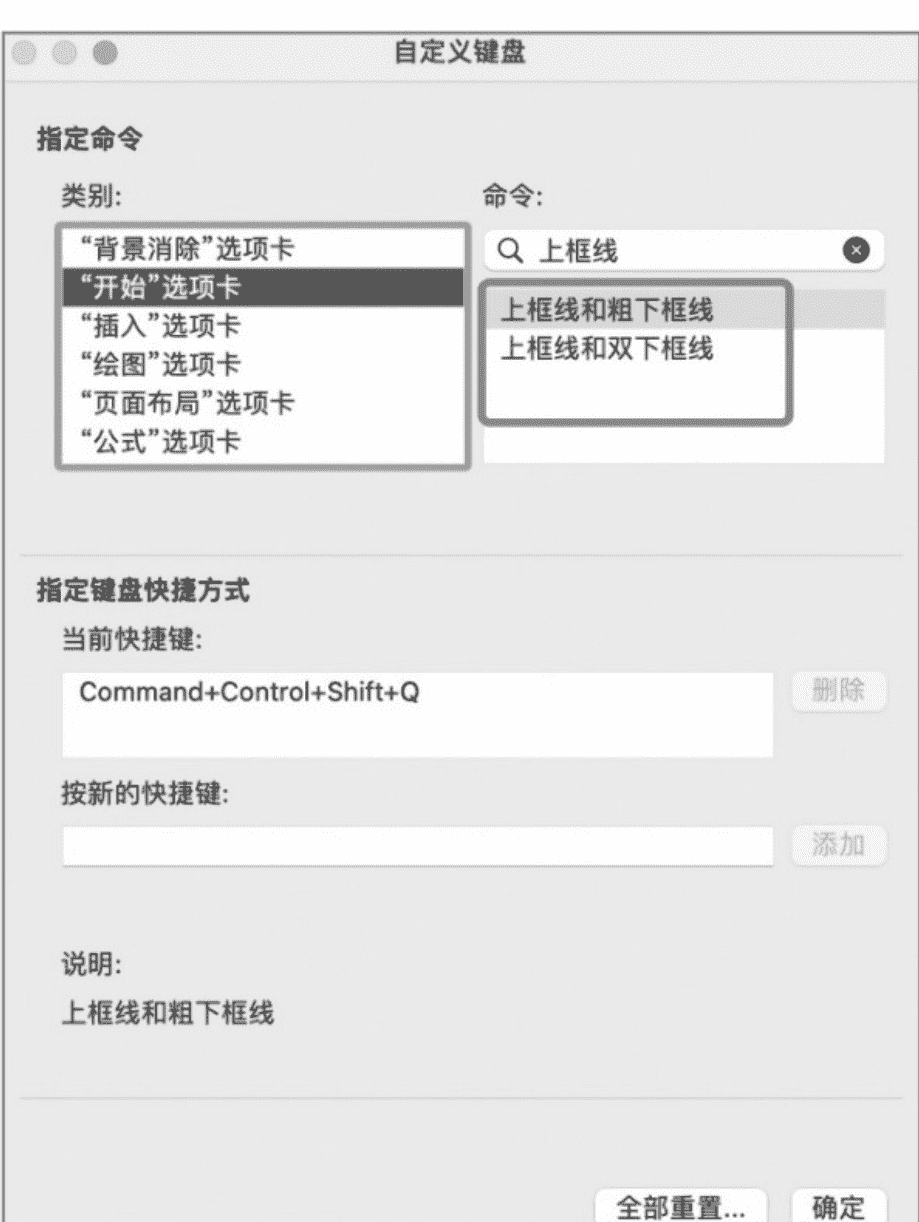 自定义键盘
指定命令
类别:
命令:
“背景消除”选项卡
“开始”选项卡
“插入”选项卡
“绘图”选项卡
“页面布局”选项卡
“公式”选项卡
上框线
上框线和粗下框线
上框线和双下框线
指定键盘快捷方式
当前快捷键:
Command+Control+Shift+Q
删除
按新的快捷键:
添加
说明:
上框线和粗下框线
全部重置...
确定